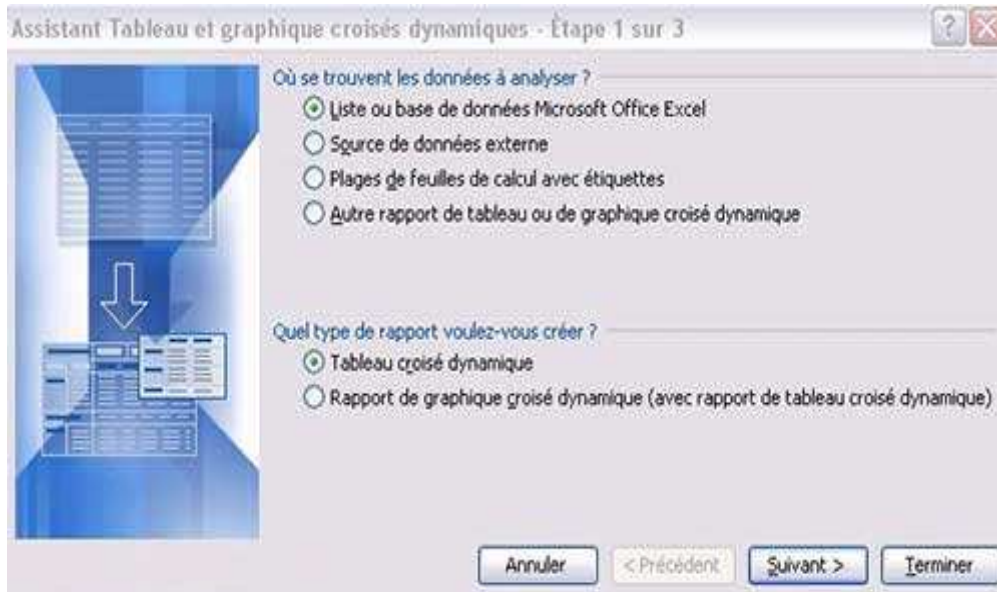 Assistant Tableau et graphique croisés dynamiques - Étape 1 sur 3
?
Où se trouvent les données à analyser ?
Liste ou base de données Microsoft Office Excel
Source de données externe
Plages de feuilles de calcul avec étiquettes
Autre rapport de tableau ou de graphique croisé dynamique
Quel type de rapport voulez-vous créer ?
Tableau croisé dynamique
Rapport de graphique croisé dynamique (avec rapport de tableau croisé dynamique)
Annuler < Précédent Suivant > Terminer